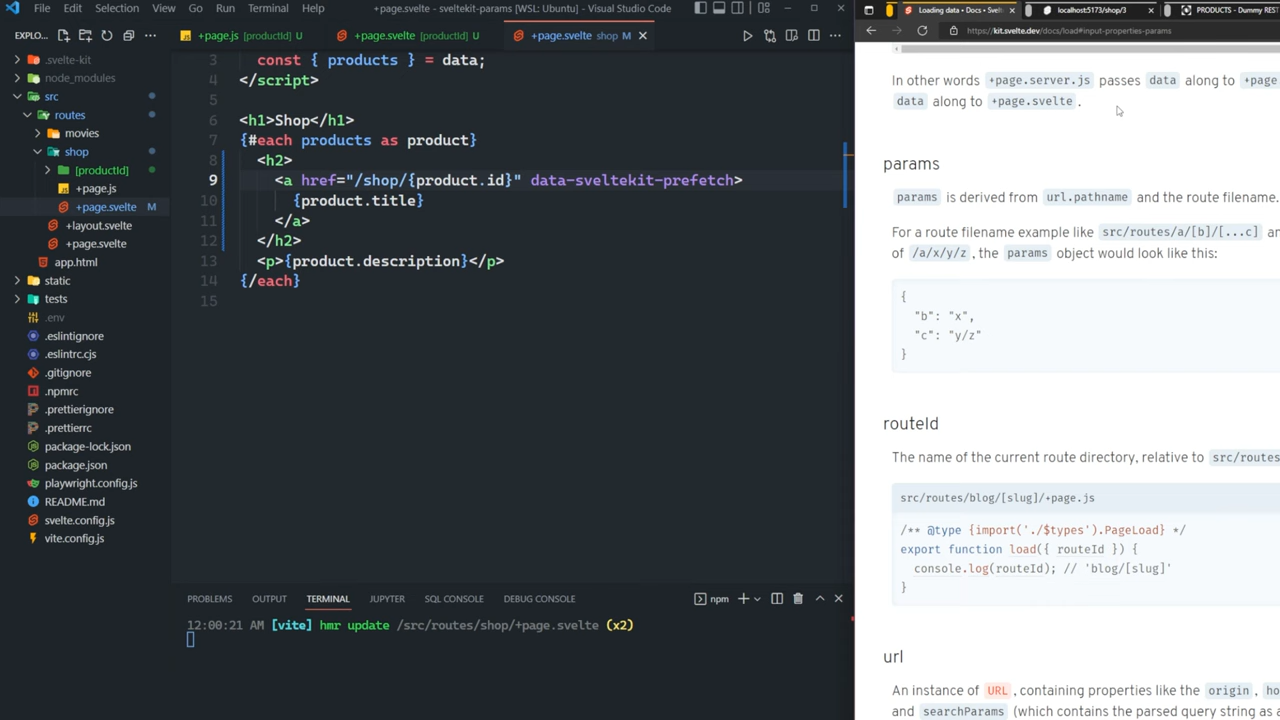 File Edit Selection View Go Run Terminal Help
+page.svelte - sveltekit-params [WSL: Ubuntu] - Visual Studio Code
EXPLO...
.svelte-kit
node_modules
src
routes
movies
shop
[productId]
+page.js
+page.svelte M
+layout.svelte
+page.svelte
app.html
static
tests
.env
.eslintignore
.eslintrc.cjs
.gitignore
.npmrc
.prettierignore
.prettierrc
package-lock.json
package.json
playwright.config.js
README.md
svelte.config.js
vite.config.js
+page.js [productId] U
+page.svelte [productId] U
+page.svelte shop M
3 const { products } = data;
4 </script>
5
6 <h1>Shop</h1>
7 {#each products as product}
8 <h2>
9 <a href="/shop/{product.id}" data-sveltekit-prefetch>
10 {product.title}
11 </a>
12 </h2>
13 <p>{product.description}</p>
14 {/each}
15
PROBLEMS OUTPUT TERMINAL JUPYTER SQL CONSOLE DEBUG CONSOLE
npm
12:00:21 AM [vite] hmr update /src/routes/shop/+page.svelte (x2)
Loading data • Docs • Svelt
localhost:5173/shop/3
PRODUCTS - Dummy REST
https://kit.svelte.dev/docs/load#input-properties-params
In other words +page.server.js passes data along to +page
data along to +page.svelte .
params
params is derived from url.pathname and the route filename.
For a route filename example like src/routes/a/[b]/[...c] an
of /a/x/y/z , the params object would look like this:
{
"b": "x",
"c": "y/z"
}
routeId
The name of the current route directory, relative to src/routes
src/routes/blog/[slug]/+page.js
/** @type {import('./$types').PageLoad} */
export function load({ routeId }) {
console.log(routeId); // 'blog/[slug]'
}
url
An instance of URL , containing properties like the origin , ho
and searchParams (which contains the parsed query string as a